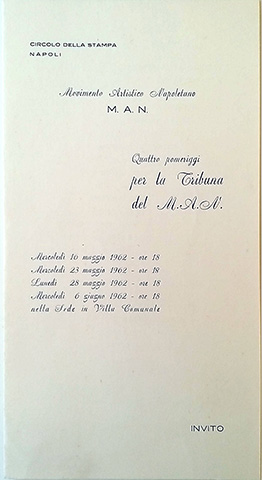 CIRCOLO DELLA STAMPA
NAPOLI
Movimento Artistico Napoletano
M. A. N.
Quattro pomeriggi
per la Tribuna
del M.A.N.
Mercoledì 16 maggio 1962 - ore 18
Mercoledì 23 maggio 1962 - ore 18
Lunedì 28 maggio 1962 - ore 18
Mercoledì 6 giugno 1962 - ore 18
nella Sede in Villa Comunale
INVITO